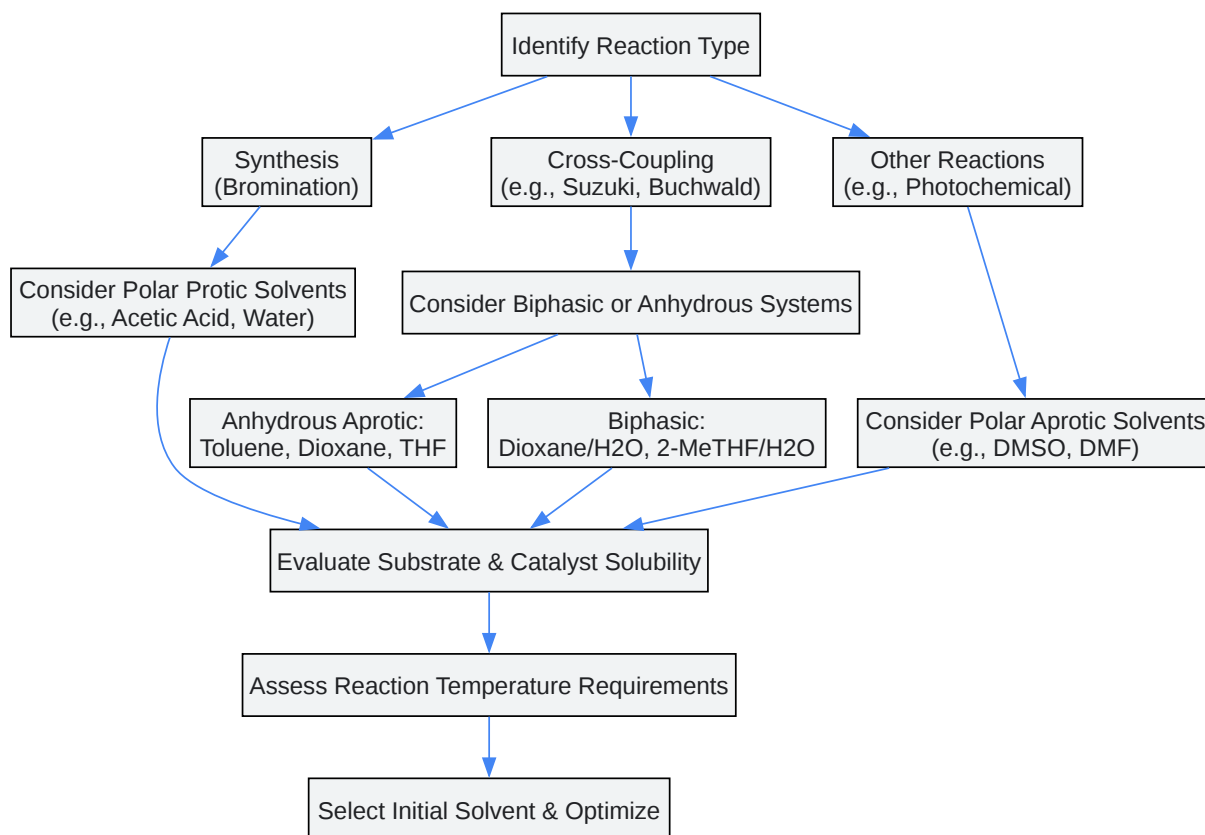 Identify Reaction Type
Synthesis
(Bromination)
Cross-Coupling
(e.g., Suzuki, Buchwald)
Other Reactions
(e.g., Photochemical)
Consider Polar Protic Solvents
(e.g., Acetic Acid, Water)
Consider Biphasic or Anhydrous Systems
Anhydrous Aprotic:
Toluene, Dioxane, THF
Biphasic:
Dioxane/H2O, 2-MeTHF/H2O
Consider Polar Aprotic Solvents
(e.g., DMSO, DMF)
Evaluate Substrate & Catalyst Solubility
Assess Reaction Temperature Requirements
Select Initial Solvent & Optimize